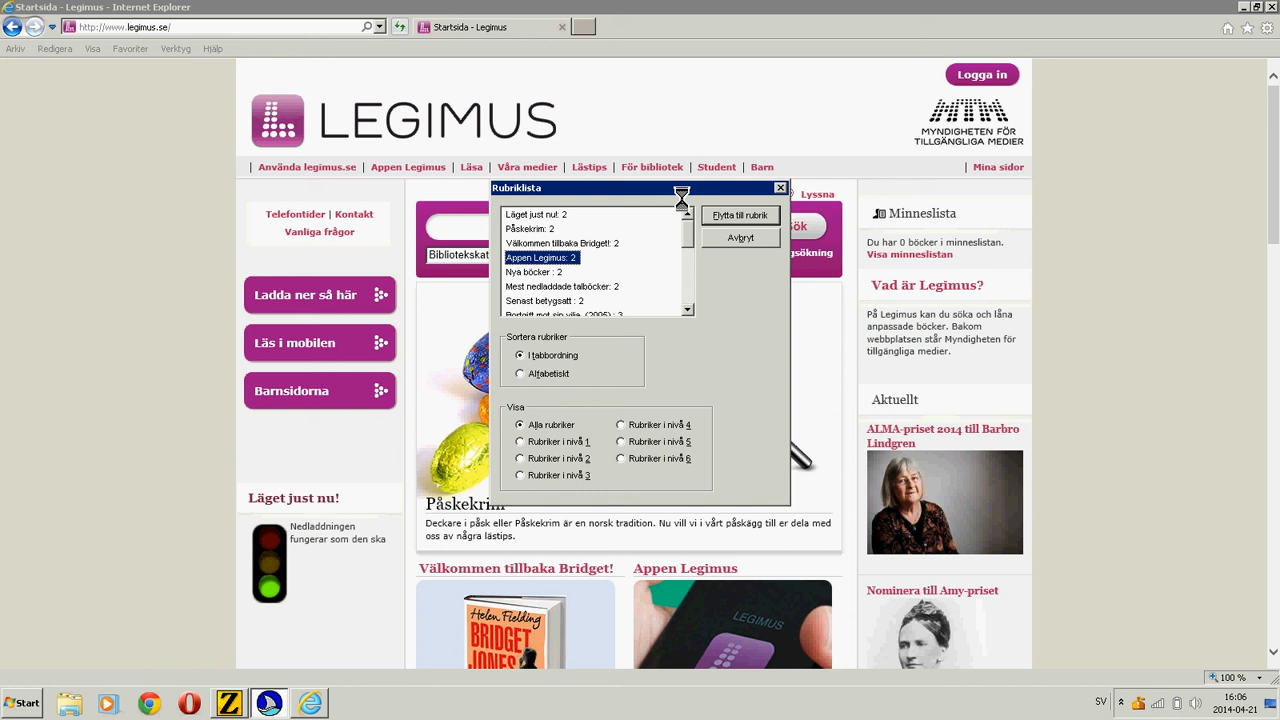 Startsida - Legimus - Internet Explorer
http://www.legimus.se/
Startsida - Legimus
Arkiv Redigera Visa Favoriter Verktyg Hjälp
Logga in
LEGIMUS
MYNDIGHETEN FÖR
TILLGÄNGLIGA MEDIER
Använda legimus.se | Appen Legimus | Läsa | Våra medier | Lästips | För bibliotek | Student | Barn | Mina sidor
Telefontider | Kontakt
Vanliga frågor
Ladda ner så här
Läs i mobilen
Barnsidorna
Läget just nu!
Nedladdningen
fungerar som den ska
Lyssna
Bibliotekskat
Sök
Rubriklista
Läget just nu!: 2
Påskekrim: 2
Välkommen tillbaka Bridget!: 2
Appen Legimus: 2
Nya böcker : 2
Mest nedladdade talböcker: 2
Senast betygsatt : 2
Bortgift mot sin vilja (2005) : 3
Flytta till rubrik
Avbryt
Sortera rubriker
I tabbordning
Alfabetiskt
Visa
Alla rubriker
Rubriker i nivå 1
Rubriker i nivå 2
Rubriker i nivå 3
Rubriker i nivå 4
Rubriker i nivå 5
Rubriker i nivå 6
Påskekrim
Deckare i påsk eller Påskekrim är en norsk tradition. Nu vill vi i vårt påskägg till er dela med
oss av några lästips.
Välkommen tillbaka Bridget!
Helen Fielding
BRIDGET
JONES
Appen Legimus
LEGIMUS
Minneslista
Du har 0 böcker i minneslistan.
Visa minneslistan
Vad är Legimus?
På Legimus kan du söka och låna
anpassade böcker. Bakom
webbplatsen står Myndigheten för
tillgängliga medier.
Aktuellt
ALMA-priset 2014 till Barbro
Lindgren
Nominera till Amy-priset
100 %
Start
SV
16:06
2014-04-21